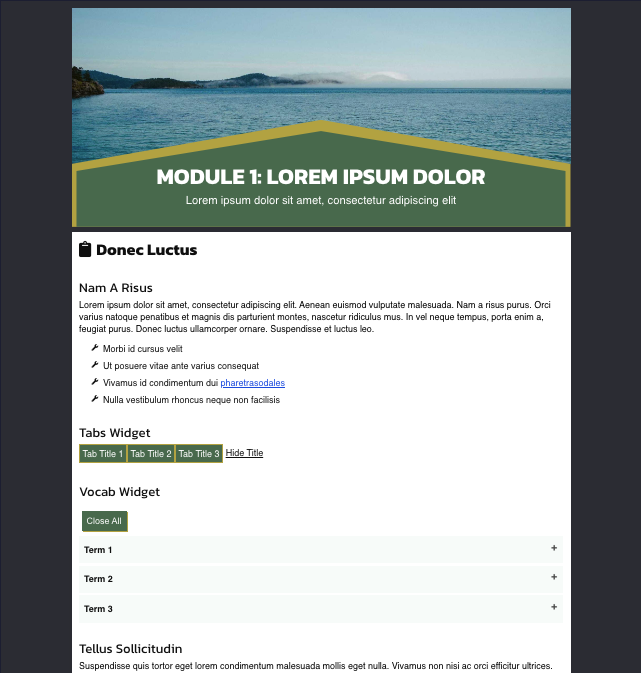 MODULE 1: LOREM IPSUM DOLOR
Lorem ipsum dolor sit amet, consectetur adipiscing elit
Donec Luctus
Nam A Risus
Lorem ipsum dolor sit amet, consectetur adipiscing elit. Aenean euismod vulputate malesuada. Nam a risus purus. Orci
varius natoque penatibus et magnis dis parturient montes, nascetur ridiculus mus. In vel neque tempus, porta enim a,
feugiat purus. Donec luctus ullamcorper ornare. Suspendisse et luctus leo.
Morbi id cursus velit
Ut posuere vitae ante varius consequat
Vivamus id condimentum dui pharetrasodales
Nulla vestibulum rhoncus neque non facilisis
Tabs Widget
Tab Title 1 Tab Title 2 Tab Title 3 Hide Title
Vocab Widget
Close All
Term 1 +
Term 2 +
Term 3 +
Tellus Sollicitudin
Suspendisse quis tortor eget lorem condimentum malesuada mollis eget nulla. Vivamus non nisi ac orci efficitur ultrices.